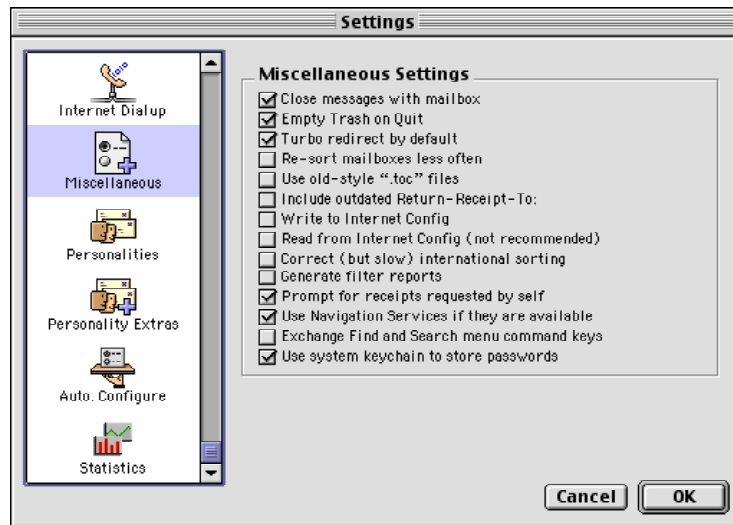 Settings
Internet Dialup
Miscellaneous
Personalities
Personality Extras
Auto. Configure
Statistics
Miscellaneous Settings
Close messages with mailbox
Empty Trash on Quit
Turbo redirect by default
Re-sort mailboxes less often
Use old-style “.toc” files
Include outdated Return-Receipt-To:
Write to Internet Config
Read from Internet Config (not recommended)
Correct (but slow) international sorting
Generate filter reports
Prompt for receipts requested by self
Use Navigation Services if they are available
Exchange Find and Search menu command keys
Use system keychain to store passwords
Cancel
OK